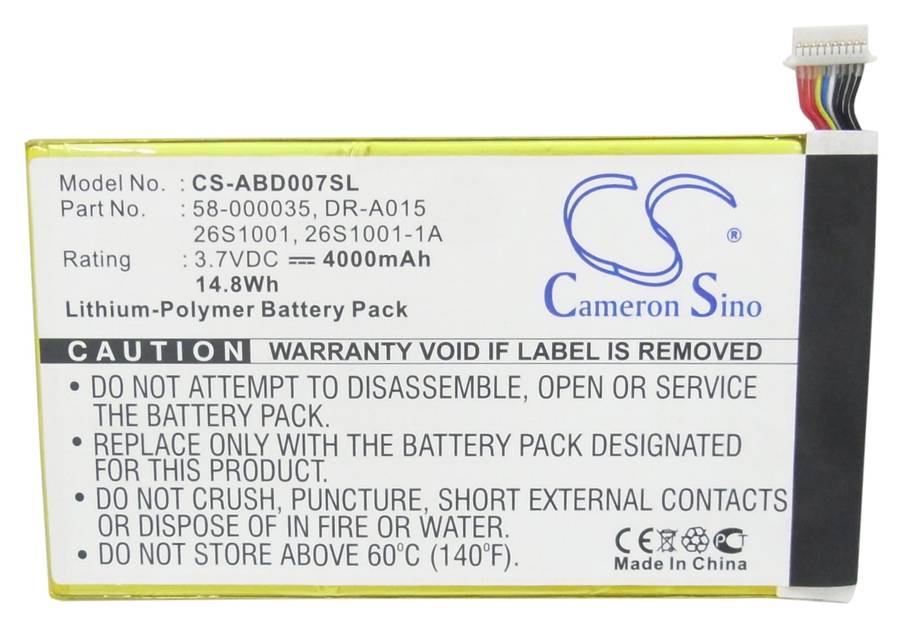 Model No. : CS-ABD007SL
Part No. : 58-000035, DR-A015
26S1001, 26S1001-1A
Rating : 3.7VDC ⎓ 4000mAh
14.8Wh
Lithium-Polymer Battery Pack
CS ®
Cameron Sino
CAUTION WARRANTY VOID IF LABEL IS REMOVED
• DO NOT ATTEMPT TO DISASSEMBLE, OPEN OR SERVICE
THE BATTERY PACK.
• REPLACE ONLY WITH THE BATTERY PACK DESIGNATED
FOR THIS PRODUCT.
• DO NOT CRUSH, PUNCTURE, SHORT EXTERNAL CONTACTS
OR DISPOSE OF IN FIRE OR WATER.
• DO NOT STORE ABOVE 60°C (140°F).
CE PCT
MADE IN CHINA